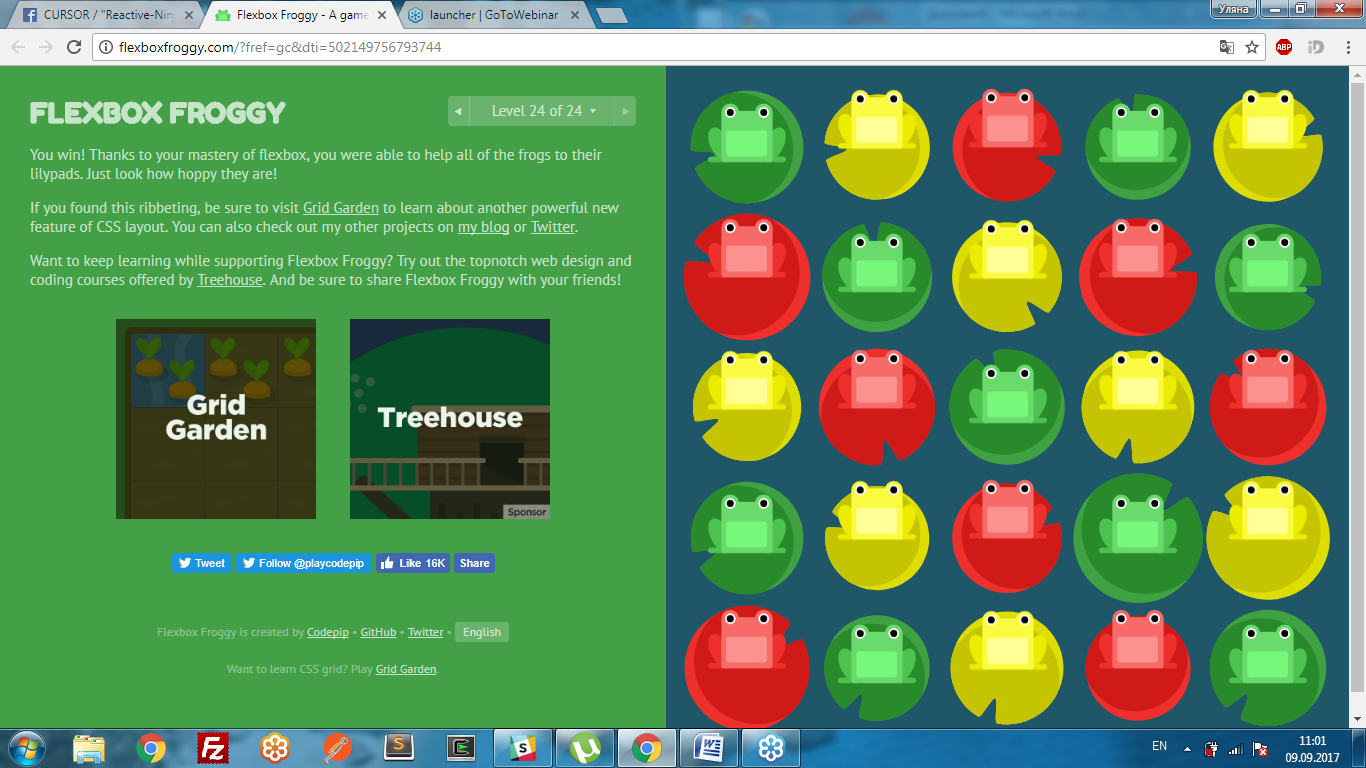 CURSOR / "Reactive-Ninj
Flexbox Froggy - A game
launcher | GoToWebinar
Уляна
flexboxfroggy.com/?fref=gc&dti=502149756793744
ABP
FLEXBOX FROGGY
Level 24 of 24
You win! Thanks to your mastery of flexbox, you were able to help all of the frogs to their
lilypads. Just look how hoppy they are!
If you found this ribbeting, be sure to visit Grid Garden to learn about another powerful new
feature of CSS layout. You can also check out my other projects on my blog or Twitter.
Want to keep learning while supporting Flexbox Froggy? Try out the topnotch web design and
coding courses offered by Treehouse. And be sure to share Flexbox Froggy with your friends!
Grid
Garden
Treehouse
Sponsor
Tweet
Follow @playcodepip
Like 16K
Share
Flexbox Froggy is created by Codepip • GitHub • Twitter • English
Want to learn CSS grid? Play Grid Garden.
EN
11:01
09.09.2017